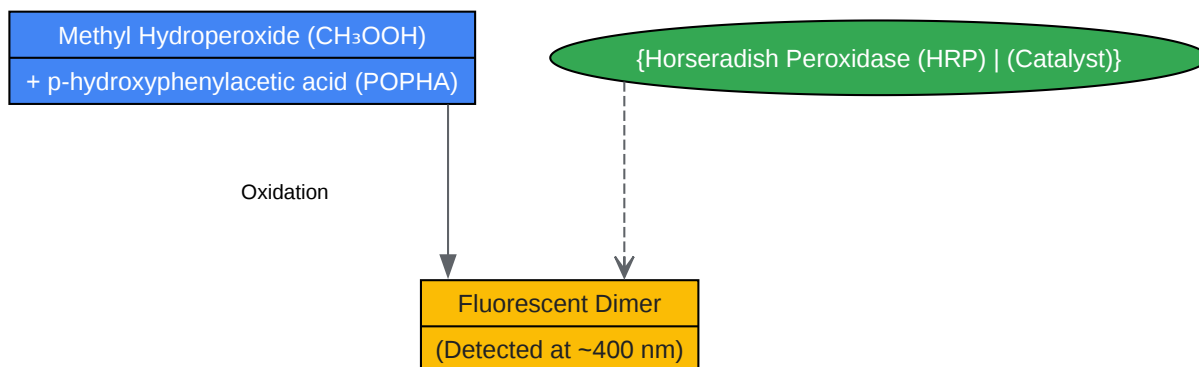 Methyl Hydroperoxide (CH₃OOH)
+ p-hydroxyphenylacetic acid (POPHA)
{Horseradish Peroxidase (HRP) | (Catalyst)}
Oxidation
Fluorescent Dimer
(Detected at ~400 nm)